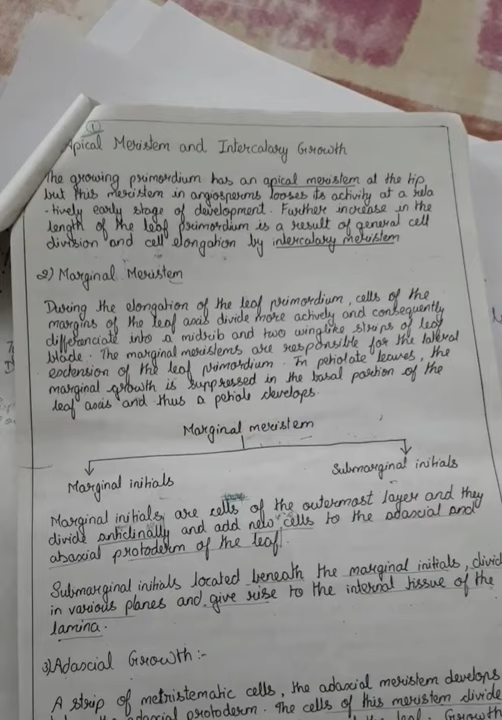 1
Apical Meristem and Intercalary Growth
The growing primordium has an apical meristem at the tip
but this meristem in angiosperms looses its activity at a rela
-tively early stage of development. Further increase in the
length of the leaf primordium is a result of general cell
division and cell elongation by intercalary meristem
2) Marginal Meristem
During the elongation of the leaf primordium, cells of the
margins of the leaf axis divide more actively and consequently
differenciate into a midrib and two winglike strips of leaf
blade. The marginal meristems are responsible for the lateral
extension of the leaf primordium. In petiolate leaves, the
marginal growth is suppressed in the basal portion of the
leaf axis and thus a petiole develops.
Marginal meristem
Marginal initials
Submarginal initials
Marginal initials are cells of the outermost layer and they
divide anticlinally and add new cells to the adaxial and
abaxial protoderm of the leaf.
Submarginal initials located beneath the marginal initials, divid
in various planes and give rise to the internal tissue of the
lamina.
3) Adaxial Growth :-
A strip of metristematic cells, the adaxial meristem develops
adaxial protoderm. The cells of this meristem divide
Growth